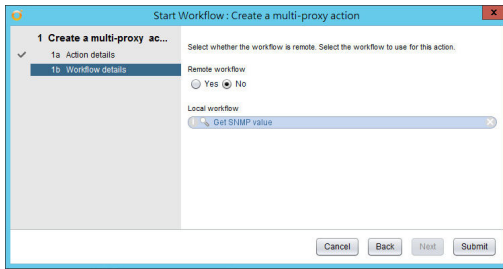 Start Workflow : Create a multi-proxy action
x
1 Create a multi-proxy ac...
1a Action details
1b Workflow details
Select whether the workflow is remote. Select the workflow to use for this action.
Remote workflow
Yes No
Local workflow
Get SNMP value
Cancel Back Next Submit